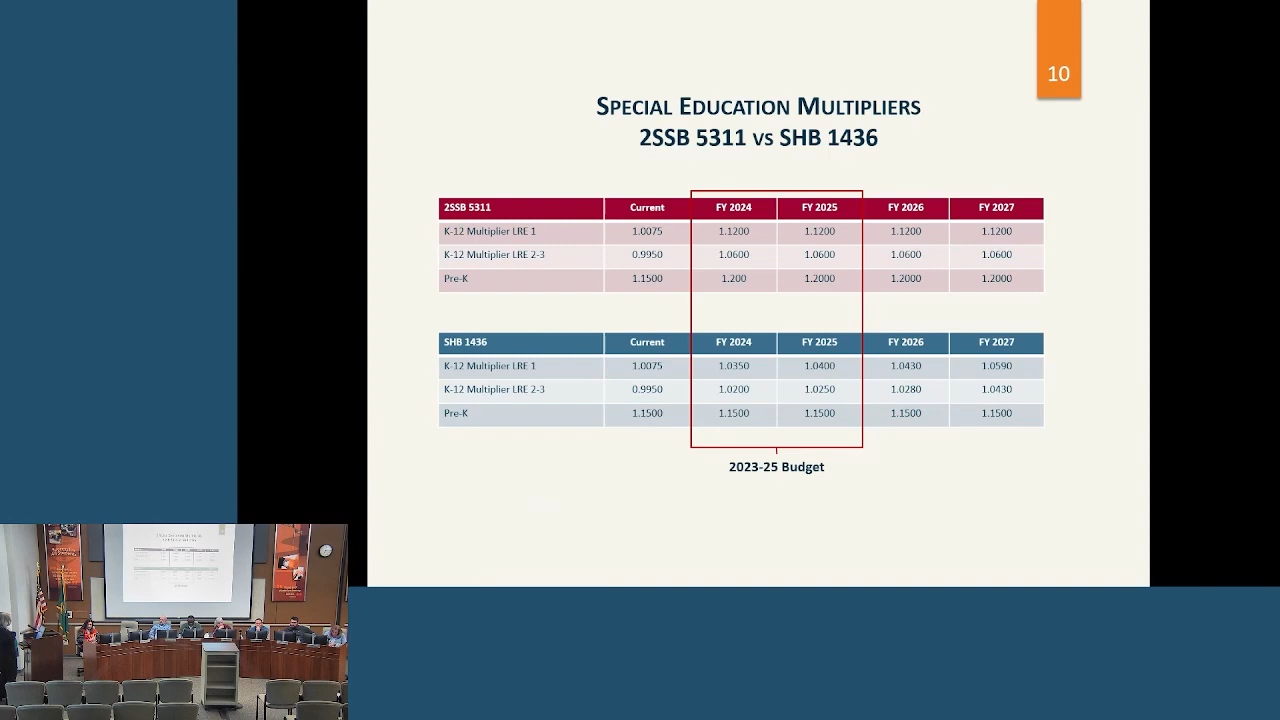 10
Special Education Multipliers
2SSB 5311 vs SHB 1436
2SSB 5311 Current FY 2024 FY 2025 FY 2026 FY 2027
K-12 Multiplier LRE 1 1.0075 1.1200 1.1200 1.1200 1.1200
K-12 Multiplier LRE 2-3 0.9950 1.0600 1.0600 1.0600 1.0600
Pre-K 1.1500 1.200 1.2000 1.2000 1.2000
SHB 1436 Current FY 2024 FY 2025 FY 2026 FY 2027
K-12 Multiplier LRE 1 1.0075 1.0350 1.0400 1.0430 1.0590
K-12 Multiplier LRE 2-3 0.9950 1.0200 1.0250 1.0280 1.0430
Pre-K 1.1500 1.1500 1.1500 1.1500 1.1500
2023-25 Budget